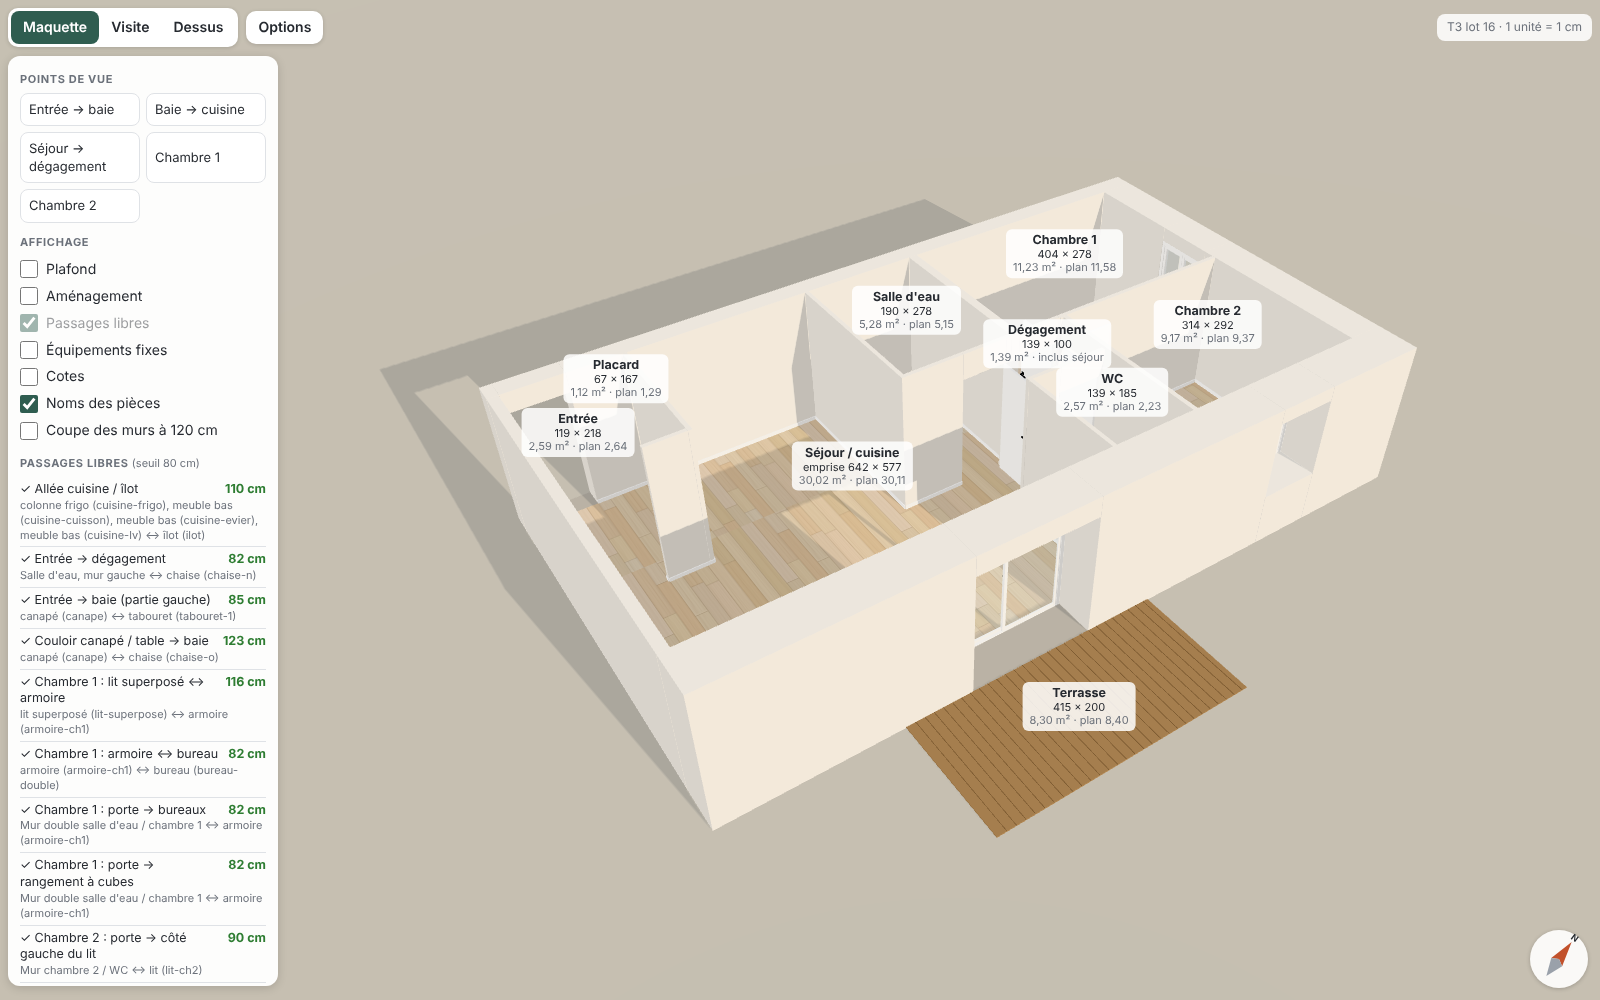 Maquette
Visite
Dessus
Options
T3 lot 16 · 1 unité = 1 cm
POINTS DE VUE
Entrée → baie
Baie → cuisine
Séjour →
dégagement
Chambre 1
Chambre 2
AFFICHAGE
Plafond
Aménagement
Passages libres
Équipements fixes
Cotes
Noms des pièces
Coupe des murs à 120 cm
PASSAGES LIBRES (seuil 80 cm)
✓ Allée cuisine / îlot 110 cm
colonne frigo (cuisine-frigo), meuble bas
(cuisine-cuisson), meuble bas (cuisine-evier),
meuble bas (cuisine-lv) ↔ îlot (ilot)
✓ Entrée → dégagement 82 cm
Salle d'eau, mur gauche ↔ chaise (chaise-n)
✓ Entrée → baie (partie gauche) 85 cm
canapé (canape) ↔ tabouret (tabouret-1)
✓ Couloir canapé / table → baie 123 cm
canapé (canape) ↔ chaise (chaise-o)
✓ Chambre 1 : lit superposé ↔ 116 cm
armoire
lit superposé (lit-superpose) ↔ armoire
(armoire-ch1)
✓ Chambre 1 : armoire ↔ bureau 82 cm
armoire (armoire-ch1) ↔ bureau (bureau-
double)
✓ Chambre 1 : porte → bureaux 82 cm
Mur double salle d'eau / chambre 1 ↔ armoire
(armoire-ch1)
✓ Chambre 1 : porte → 82 cm
rangement à cubes
Mur double salle d'eau / chambre 1 ↔ armoire
(armoire-ch1)
✓ Chambre 2 : porte → côté 90 cm
gauche du lit
Mur chambre 2 / WC ↔ lit (lit-ch2)
Chambre 1
404 × 278
11,23 m² · plan 11,58
Salle d'eau
190 × 278
5,28 m² · plan 5,15
Chambre 2
314 × 292
9,17 m² · plan 9,37
Dégagement
139 × 100
1,39 m² · inclus séjour
WC
139 × 185
2,57 m² · plan 2,23
Placard
67 × 167
1,12 m² · plan 1,29
Entrée
119 × 218
2,59 m² · plan 2,64
Séjour / cuisine
emprise 642 × 577
30,02 m² · plan 30,11
Terrasse
415 × 200
8,30 m² · plan 8,40
N